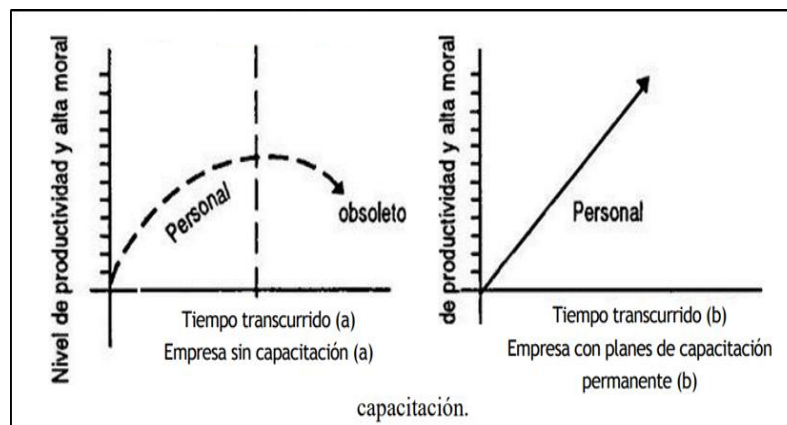 Nivel de productividad y alta moral
Personal
obsoleto
Tiempo transcurrido (a)
Empresa sin capacitación (a)
de productividad y alta moral
Personal
Tiempo transcurrido (b)
Empresa con planes de capacitación
permanente (b)
capacitación.